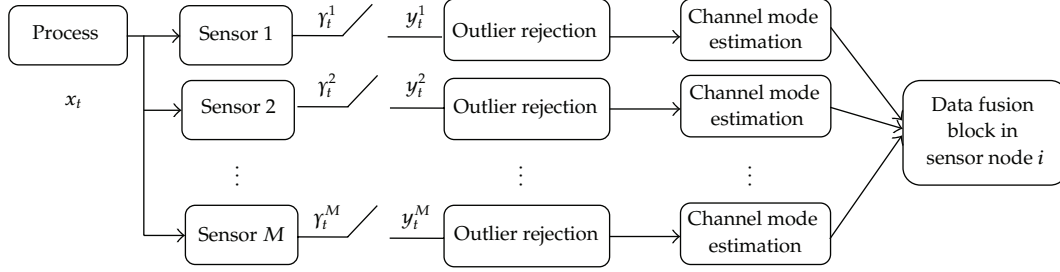 Process
x_t
Sensor 1
γ_t^1
y_t^1
Outlier rejection
Channel mode
estimation
Sensor 2
γ_t^2
y_t^2
Outlier rejection
Channel mode
estimation
Data fusion
block in
sensor node i
⋮
⋮
⋮
Sensor M
γ_t^M
y_t^M
Outlier rejection
Channel mode
estimation